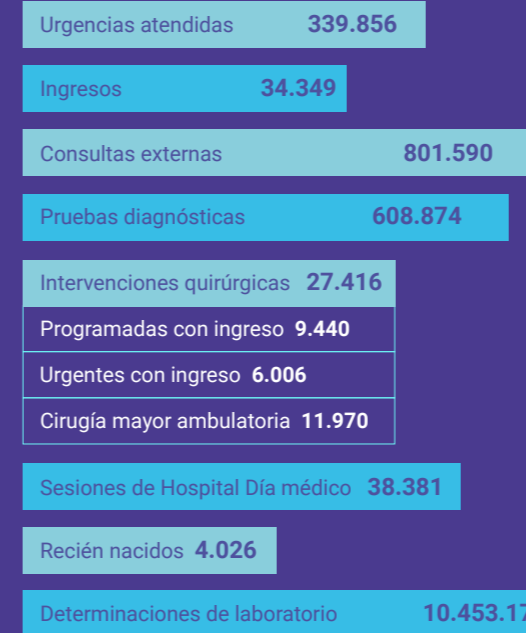 Urgencias atendidas 339.856
Ingresos 34.349
Consultas externas 801.590
Pruebas diagnósticas 608.874
Intervenciones quirúrgicas 27.416
Programadas con ingreso 9.440
Urgentes con ingreso 6.006
Cirugía mayor ambulatoria 11.970
Sesiones de Hospital Día médico 38.381
Recién nacidos 4.026
Determinaciones de laboratorio